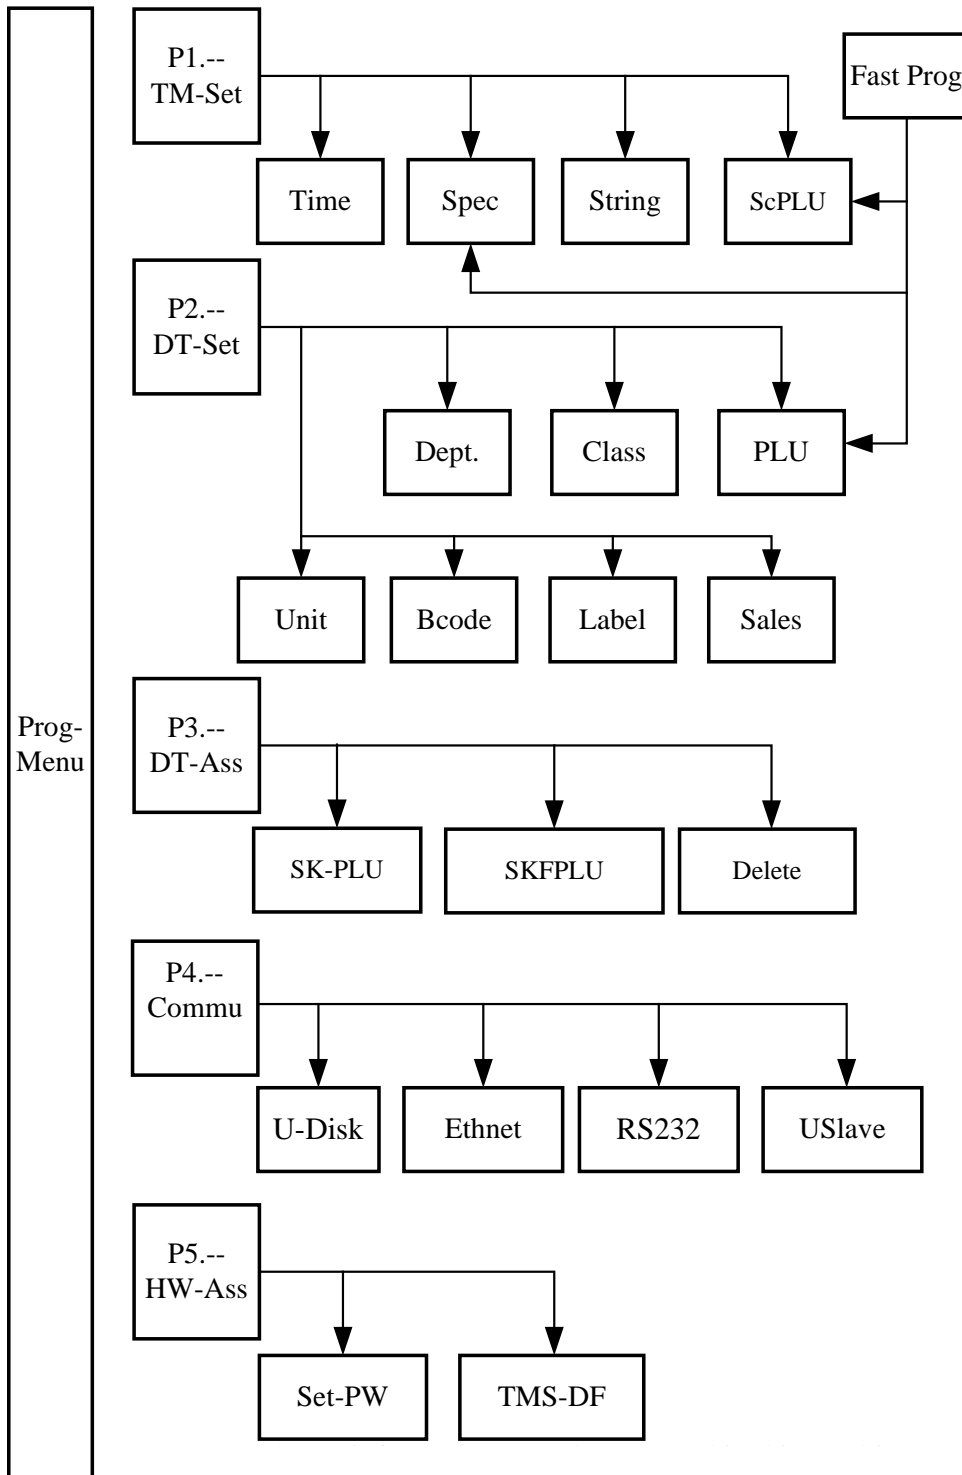 P1.--
TM-Set
Fast Prog
Time
Spec
String
ScPLU
P2.--
DT-Set
Dept.
Class
PLU
Unit
Bcode
Label
Sales
Prog-
Menu
P3.--
DT-Ass
SK-PLU
SKFPLU
Delete
P4.--
Commu
U-Disk
Ethnet
RS232
USlave
P5.--
HW-Ass
Set-PW
TMS-DF